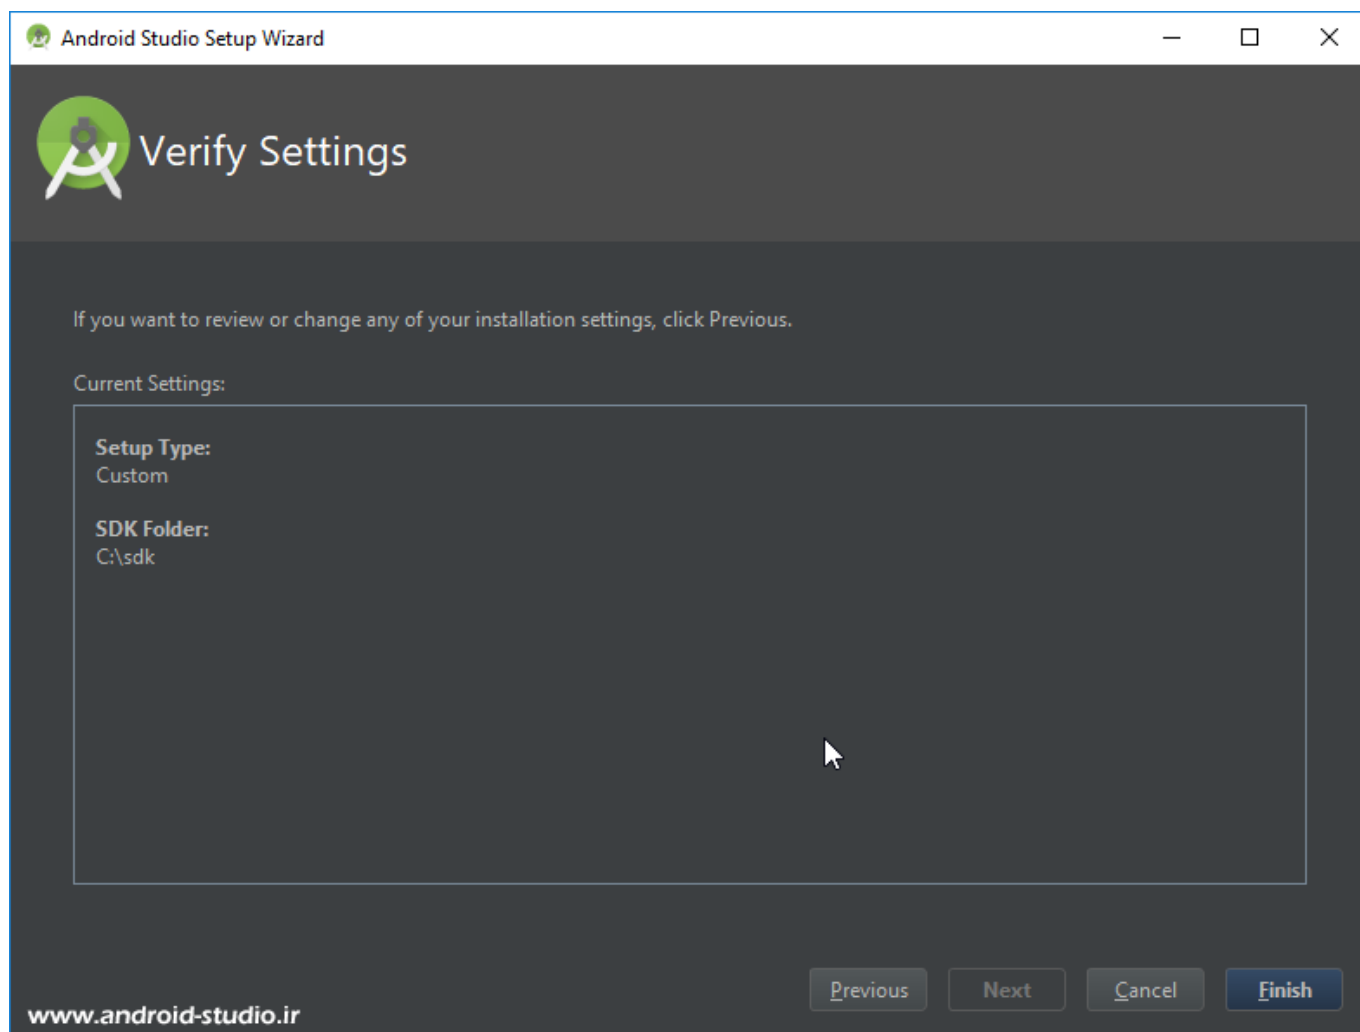 Android Studio Setup Wizard
Verify Settings
If you want to review or change any of your installation settings, click Previous.
Current Settings:
Setup Type:
Custom
SDK Folder:
C:\sdk
Previous Next Cancel Finish
www.android-studio.ir